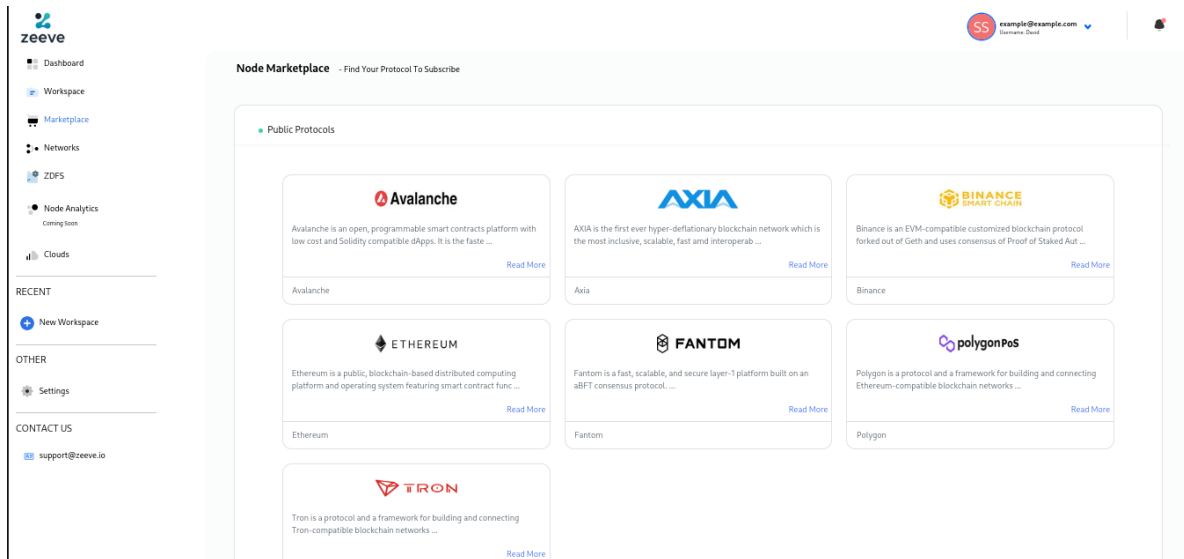 zeeve
SS
example@example.com
Username: David
Dashboard
Workspace
Marketplace
Networks
ZDFS
Node Analytics
Coming Soon
Clouds
RECENT
New Workspace
OTHER
Settings
CONTACT US
support@zeeve.io
Node Marketplace - Find Your Protocol To Subscribe
Public Protocols
Avalanche
Avalanche is an open, programmable smart contracts platform with
low cost and Solidity compatible dApps. It is the faste ...
Read More
Avalanche
AXIA
AXIA is the first ever hyper-deflationary blockchain network which is
the most inclusive, scalable, fast amd interoperab ...
Read More
Axia
BINANCE
SMART CHAIN
Binance is an EVM-compatible customized blockchain protocol
forked out of Geth and uses consensus of Proof of Staked Aut ...
Read More
Binance
ETHEREUM
Ethereum is a public, blockchain-based distributed computing
platform and operating system featuring smart contract func ...
Read More
Ethereum
FANTOM
Fantom is a fast, scalable, and secure layer-1 platform built on an
aBFT consensus protocol. ...
Read More
Fantom
polygon PoS
Polygon is a protocol and a framework for building and connecting
Ethereum-compatible blockchain networks ...
Read More
Polygon
TRON
Tron is a protocol and a framework for building and connecting
Tron-compatible blockchain networks ...
Read More